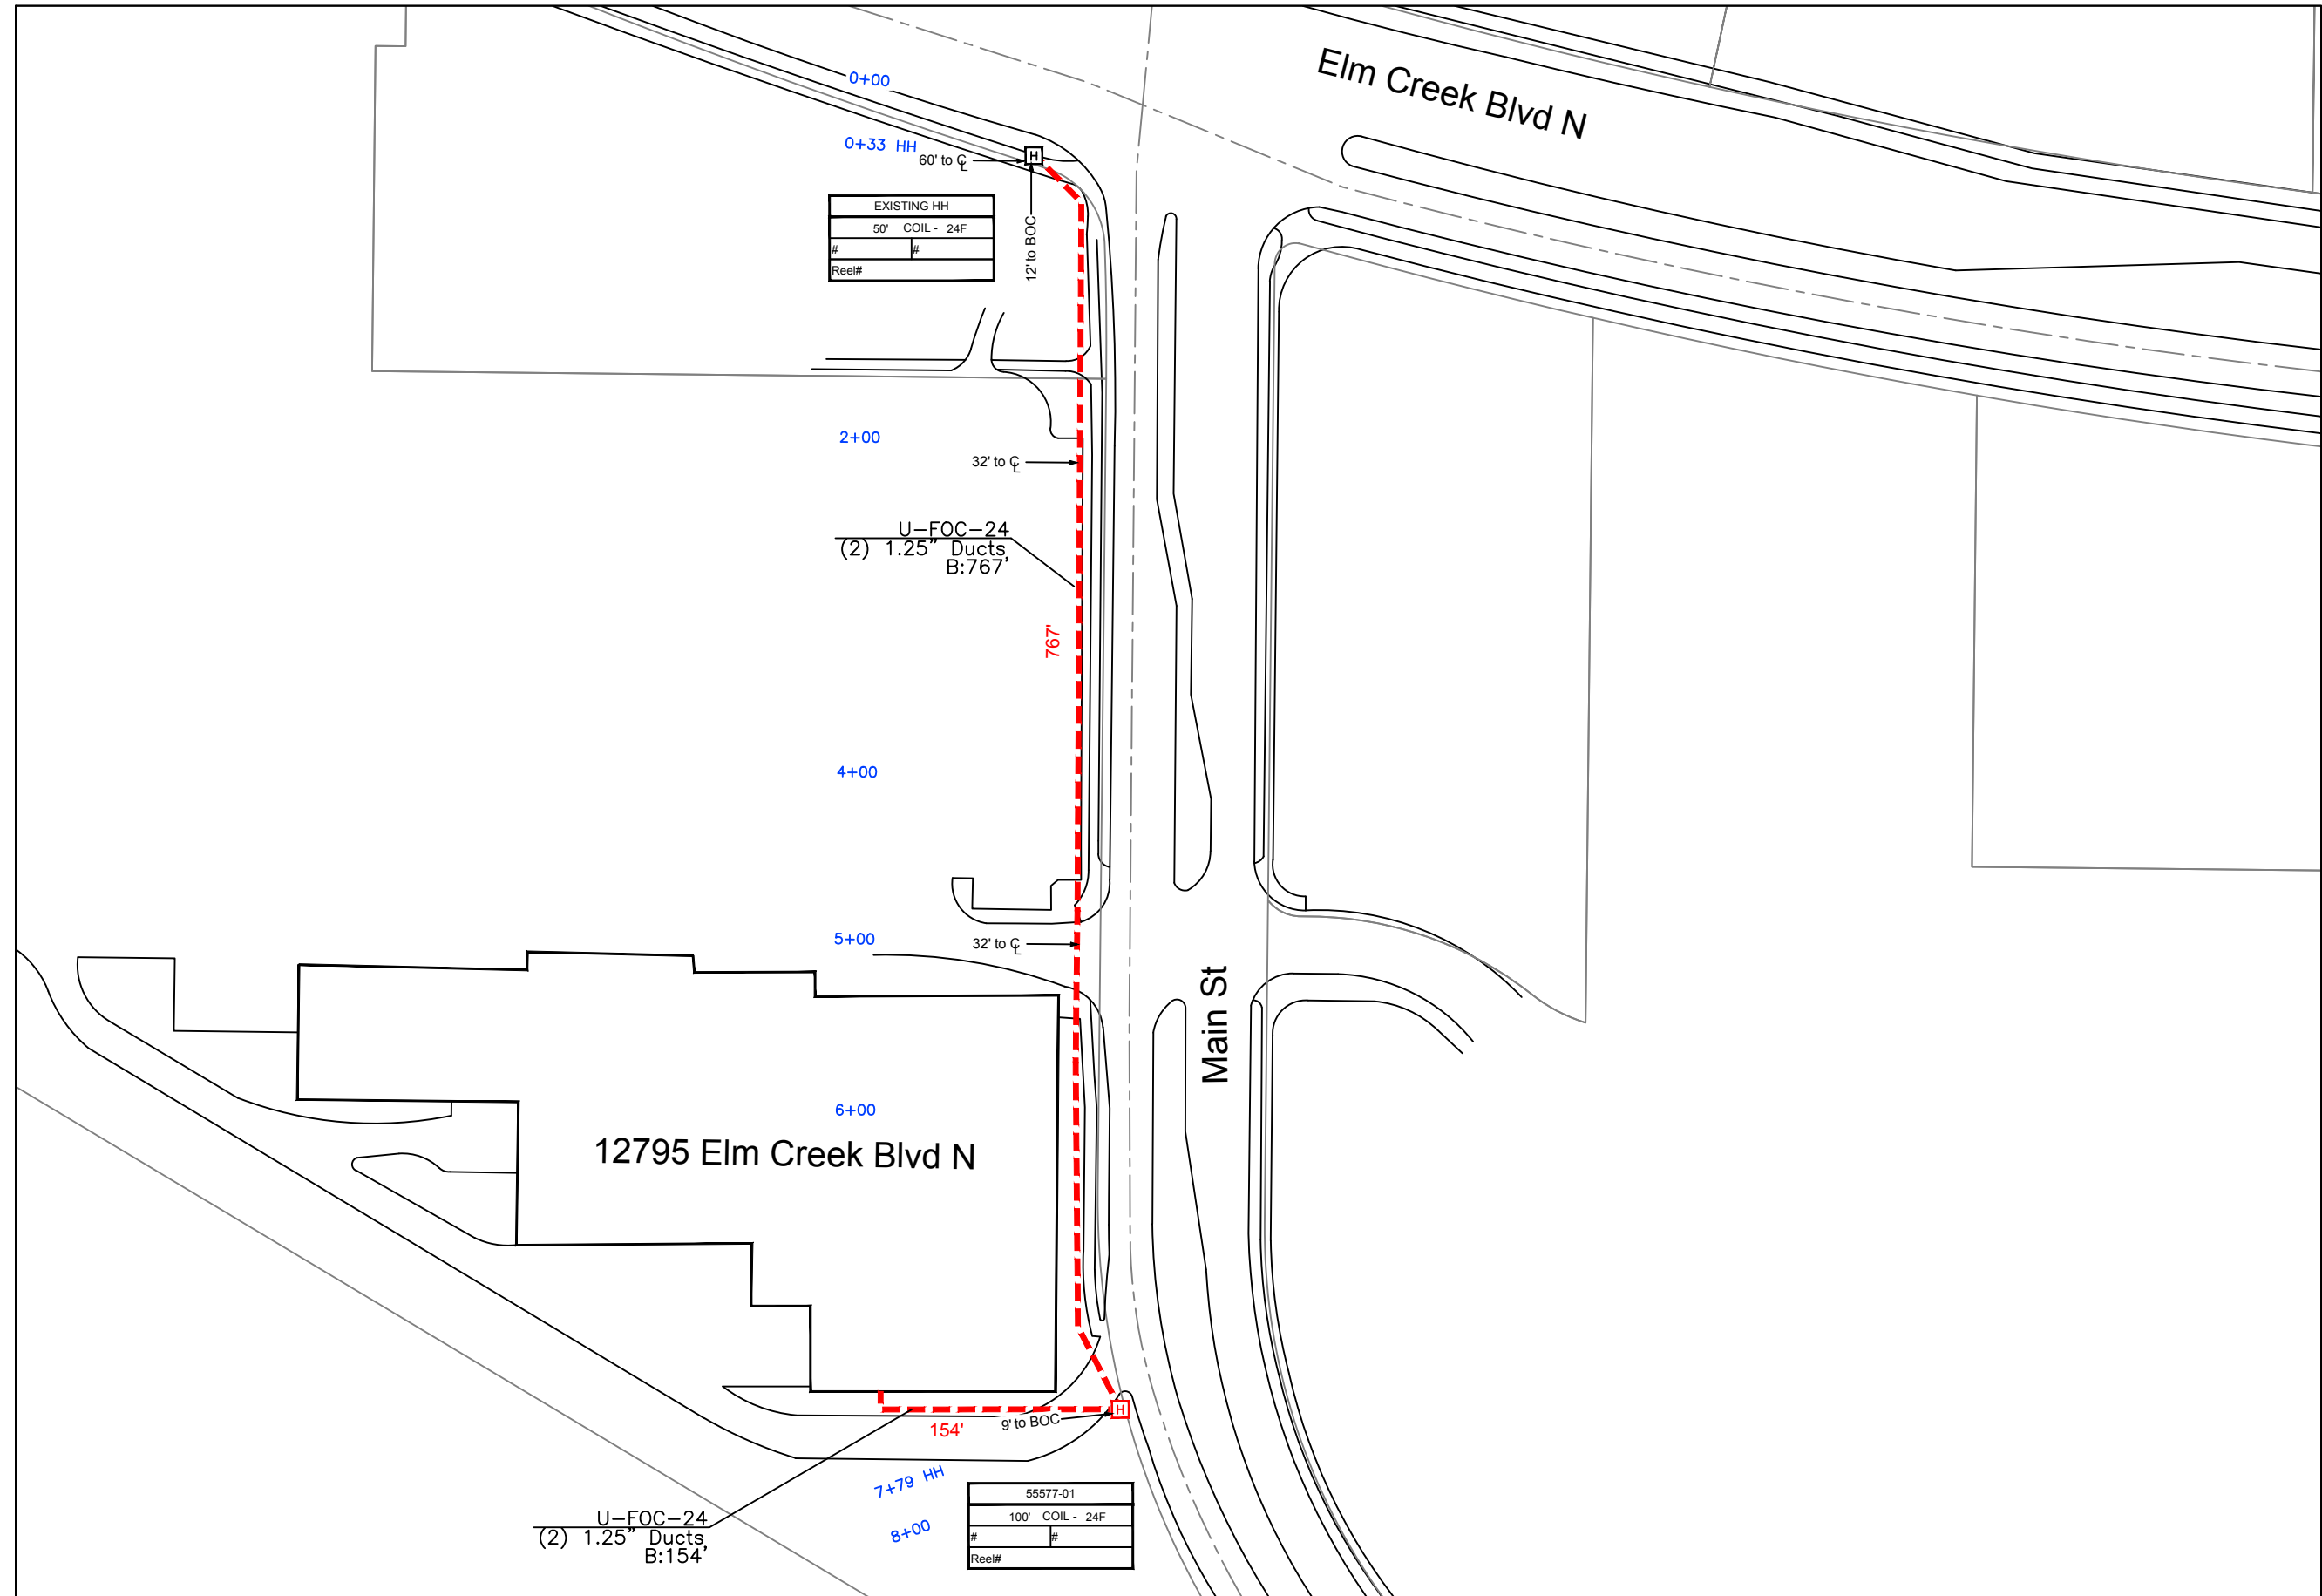 Elm Creek Blvd N
0+00
0+33 HH
60' to ℄
H
12' to BOC
EXISTING HH
50' COIL - 24F
# #
Reel#
2+00
32' to ℄
U-FOC-24
(2) 1.25" Ducts,
B:767'
767'
4+00
5+00
32' to ℄
Main St
6+00
12795 Elm Creek Blvd N
H
9' to BOC
154'
7+79 HH
8+00
55577-01
100' COIL - 24F
# #
Reel#
U-FOC-24
(2) 1.25" Ducts,
B:154'